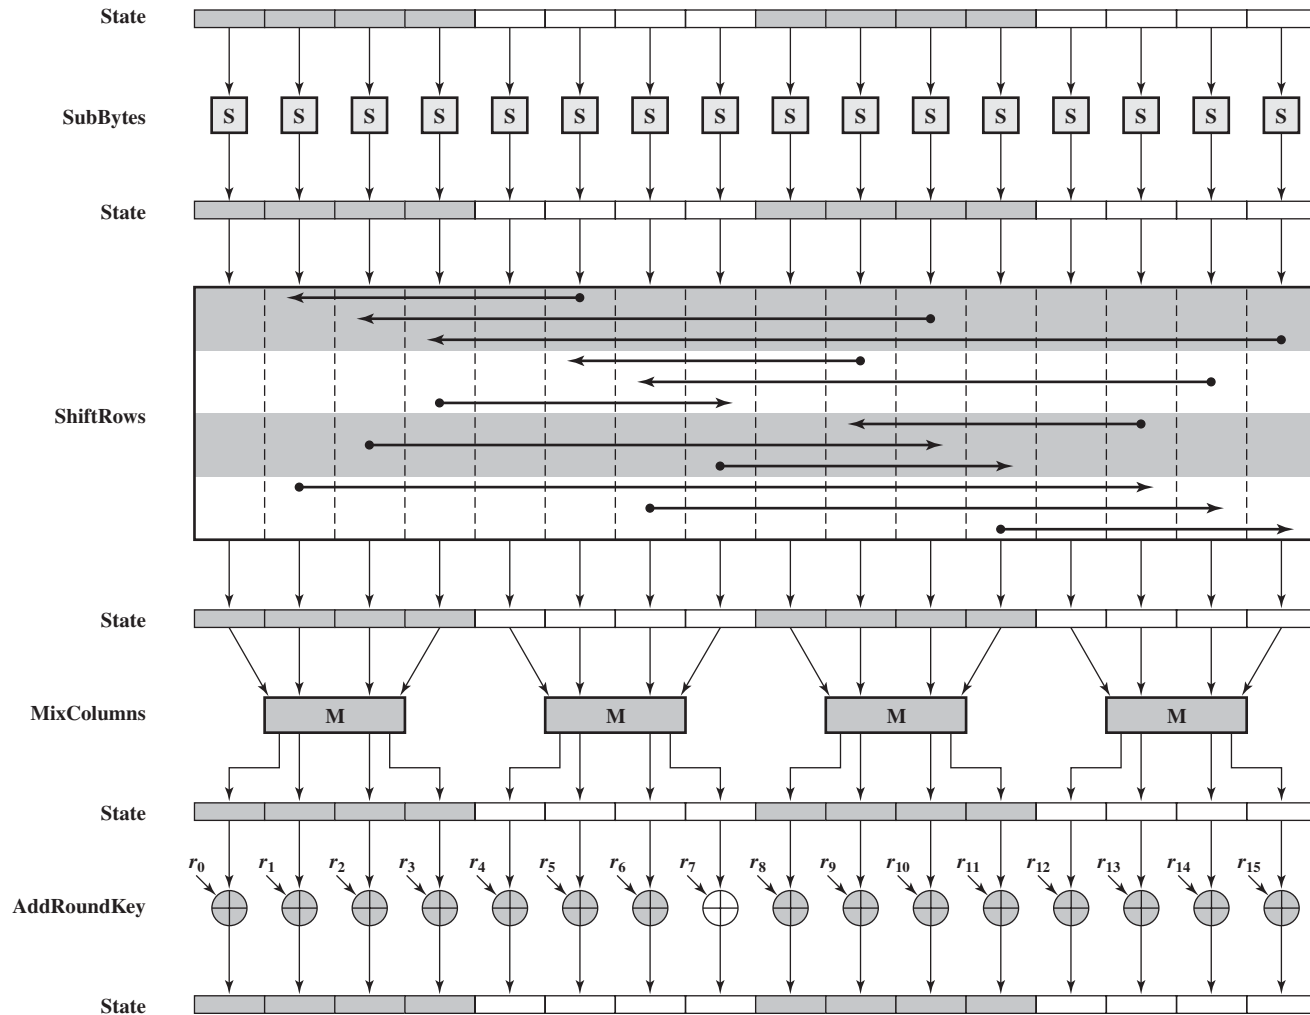 State
SubBytes S S S S S S S S S S S S S S S S
State
ShiftRows
State
MixColumns M M M M
State
r0 r1 r2 r3 r4 r5 r6 r7 r8 r9 r10 r11 r12 r13 r14 r15
AddRoundKey
State